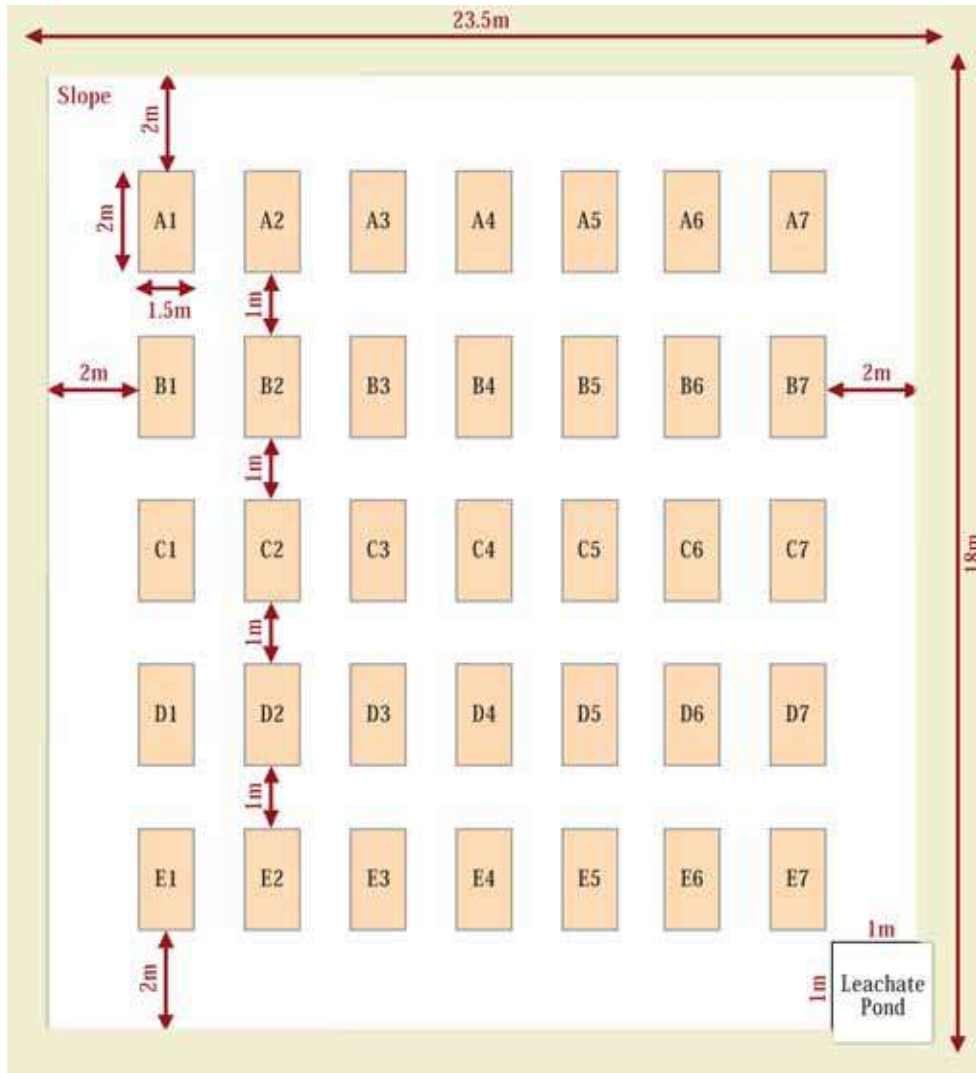 23.5m
Slope
2m
2m
A1 A2 A3 A4 A5 A6 A7
1.5m
1m
2m
B1 B2 B3 B4 B5 B6 B7
2m
1m
C1 C2 C3 C4 C5 C6 C7
18m
1m
D1 D2 D3 D4 D5 D6 D7
1m
E1 E2 E3 E4 E5 E6 E7
1m
2m
1m
Leachate
Pond